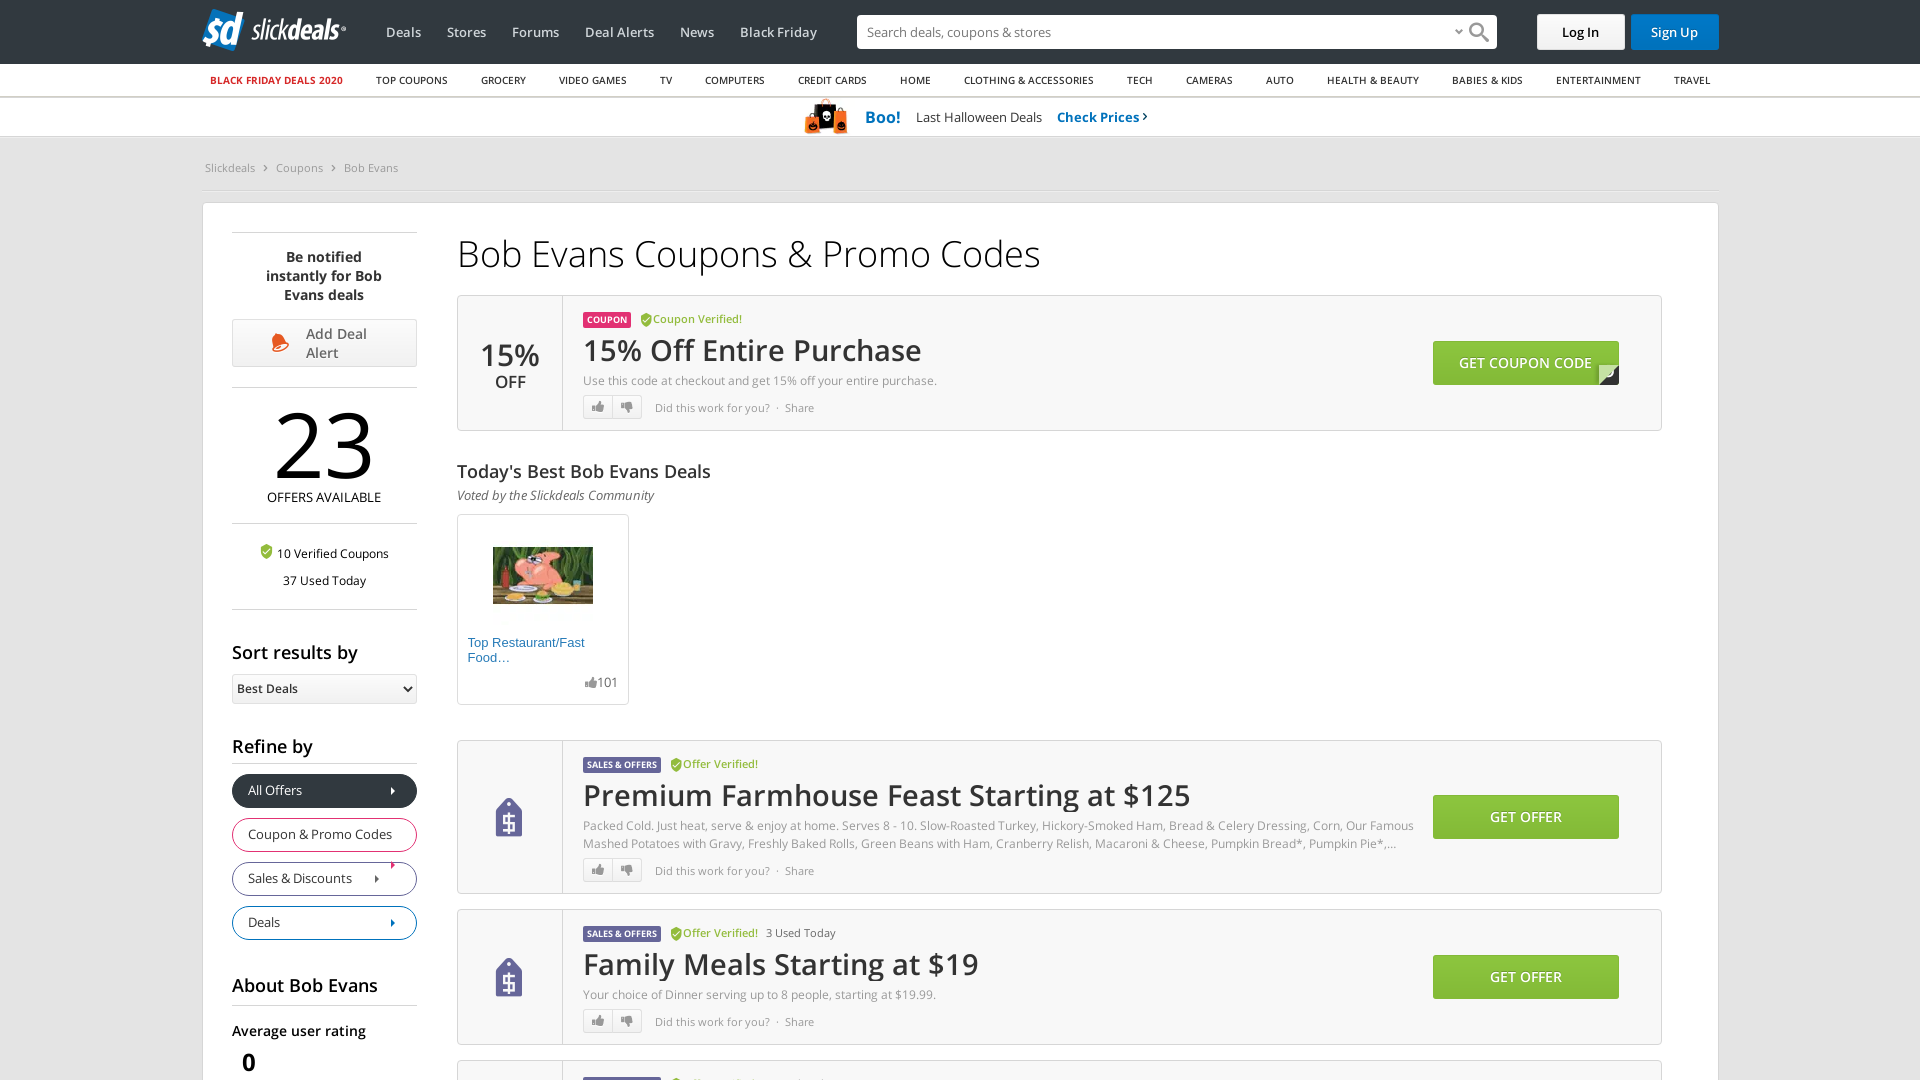 slickdeals
Deals
Stores
Forums
Deal Alerts
News
Black Friday
Search deals, coupons & stores
Log In
Sign Up
BLACK FRIDAY DEALS 2020
TOP COUPONS
GROCERY
VIDEO GAMES
TV
COMPUTERS
CREDIT CARDS
HOME
CLOTHING & ACCESSORIES
TECH
CAMERAS
AUTO
HEALTH & BEAUTY
BABIES & KIDS
ENTERTAINMENT
TRAVEL
Boo! Last Halloween Deals Check Prices
Slickdeals > Coupons > Bob Evans
Be notified
instantly for Bob
Evans deals
Add Deal
Alert
23
OFFERS AVAILABLE
10 Verified Coupons
37 Used Today
Sort results by
Best Deals
Refine by
All Offers
Coupon & Promo Codes
Sales & Discounts
Deals
About Bob Evans
Average user rating
0
Bob Evans Coupons & Promo Codes
15%
OFF
COUPON Coupon Verified!
15% Off Entire Purchase
Use this code at checkout and get 15% off your entire purchase.
Did this work for you? · Share
GET COUPON CODE
Today's Best Bob Evans Deals
Voted by the Slickdeals Community
Top Restaurant/Fast
Food…
101
SALES & OFFERS Offer Verified!
Premium Farmhouse Feast Starting at $125
Packed Cold. Just heat, serve & enjoy at home. Serves 8 - 10. Slow-Roasted Turkey, Hickory-Smoked Ham, Bread & Celery Dressing, Corn, Our Famous
Mashed Potatoes with Gravy, Freshly Baked Rolls, Green Beans with Ham, Cranberry Relish, Macaroni & Cheese, Pumpkin Bread*, Pumpkin Pie*,…
Did this work for you? · Share
GET OFFER
SALES & OFFERS Offer Verified! 3 Used Today
Family Meals Starting at $19
Your choice of Dinner serving up to 8 people, starting at $19.99.
Did this work for you? · Share
GET OFFER